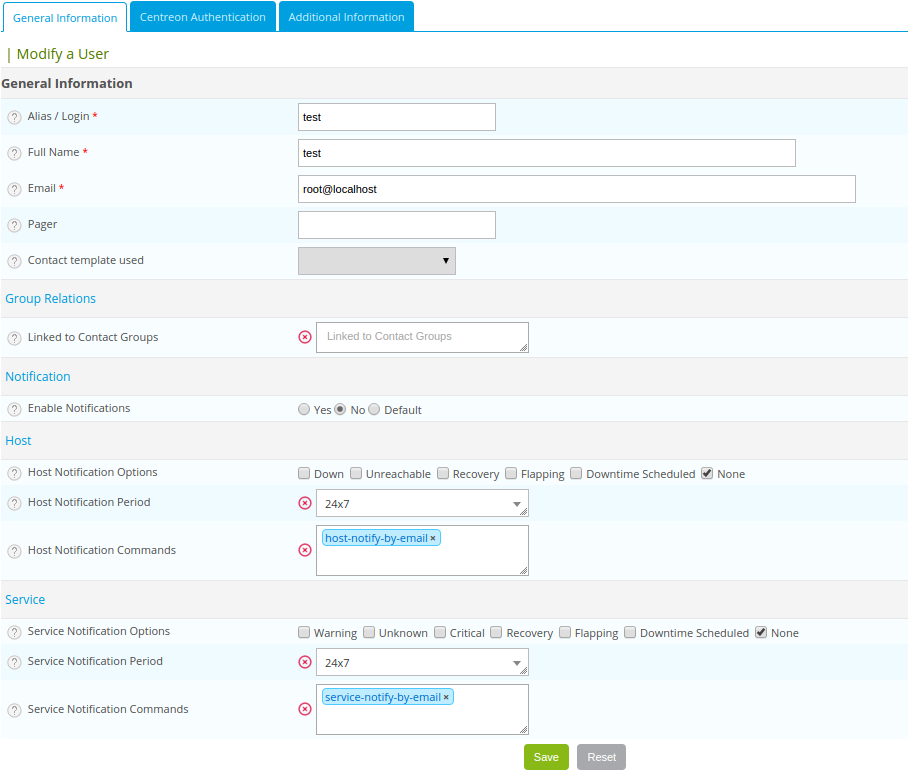 General Information Centreon Authentication Additional Information
| Modify a User
General Information
? Alias / Login * test
? Full Name * test
? Email * root@localhost
? Pager
? Contact template used
Group Relations
? Linked to Contact Groups Linked to Contact Groups
Notification
? Enable Notifications Yes No Default
Host
? Host Notification Options Down Unreachable Recovery Flapping Downtime Scheduled None
? Host Notification Period 24x7
? Host Notification Commands host-notify-by-email ×
Service
? Service Notification Options Warning Unknown Critical Recovery Flapping Downtime Scheduled None
? Service Notification Period 24x7
? Service Notification Commands service-notify-by-email ×
Save Reset